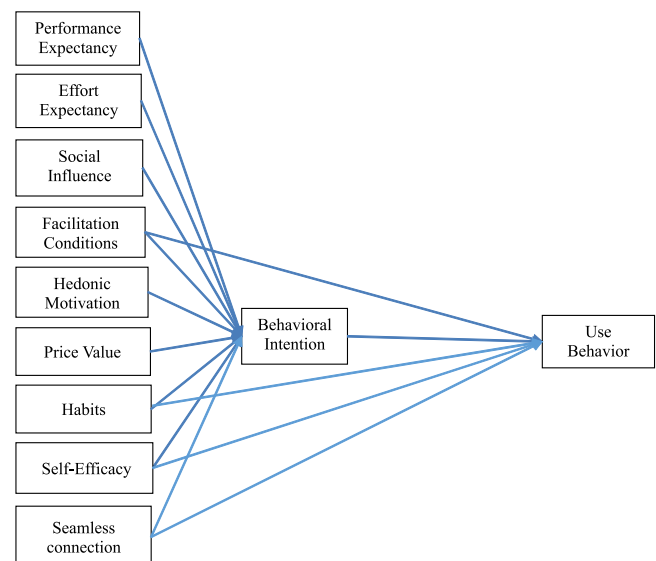 Performance
Expectancy
Effort
Expectancy
Social
Influence
Facilitation
Conditions
Hedonic
Motivation
Price Value
Habits
Self-Efficacy
Seamless
connection
Behavioral
Intention
Use
Behavior